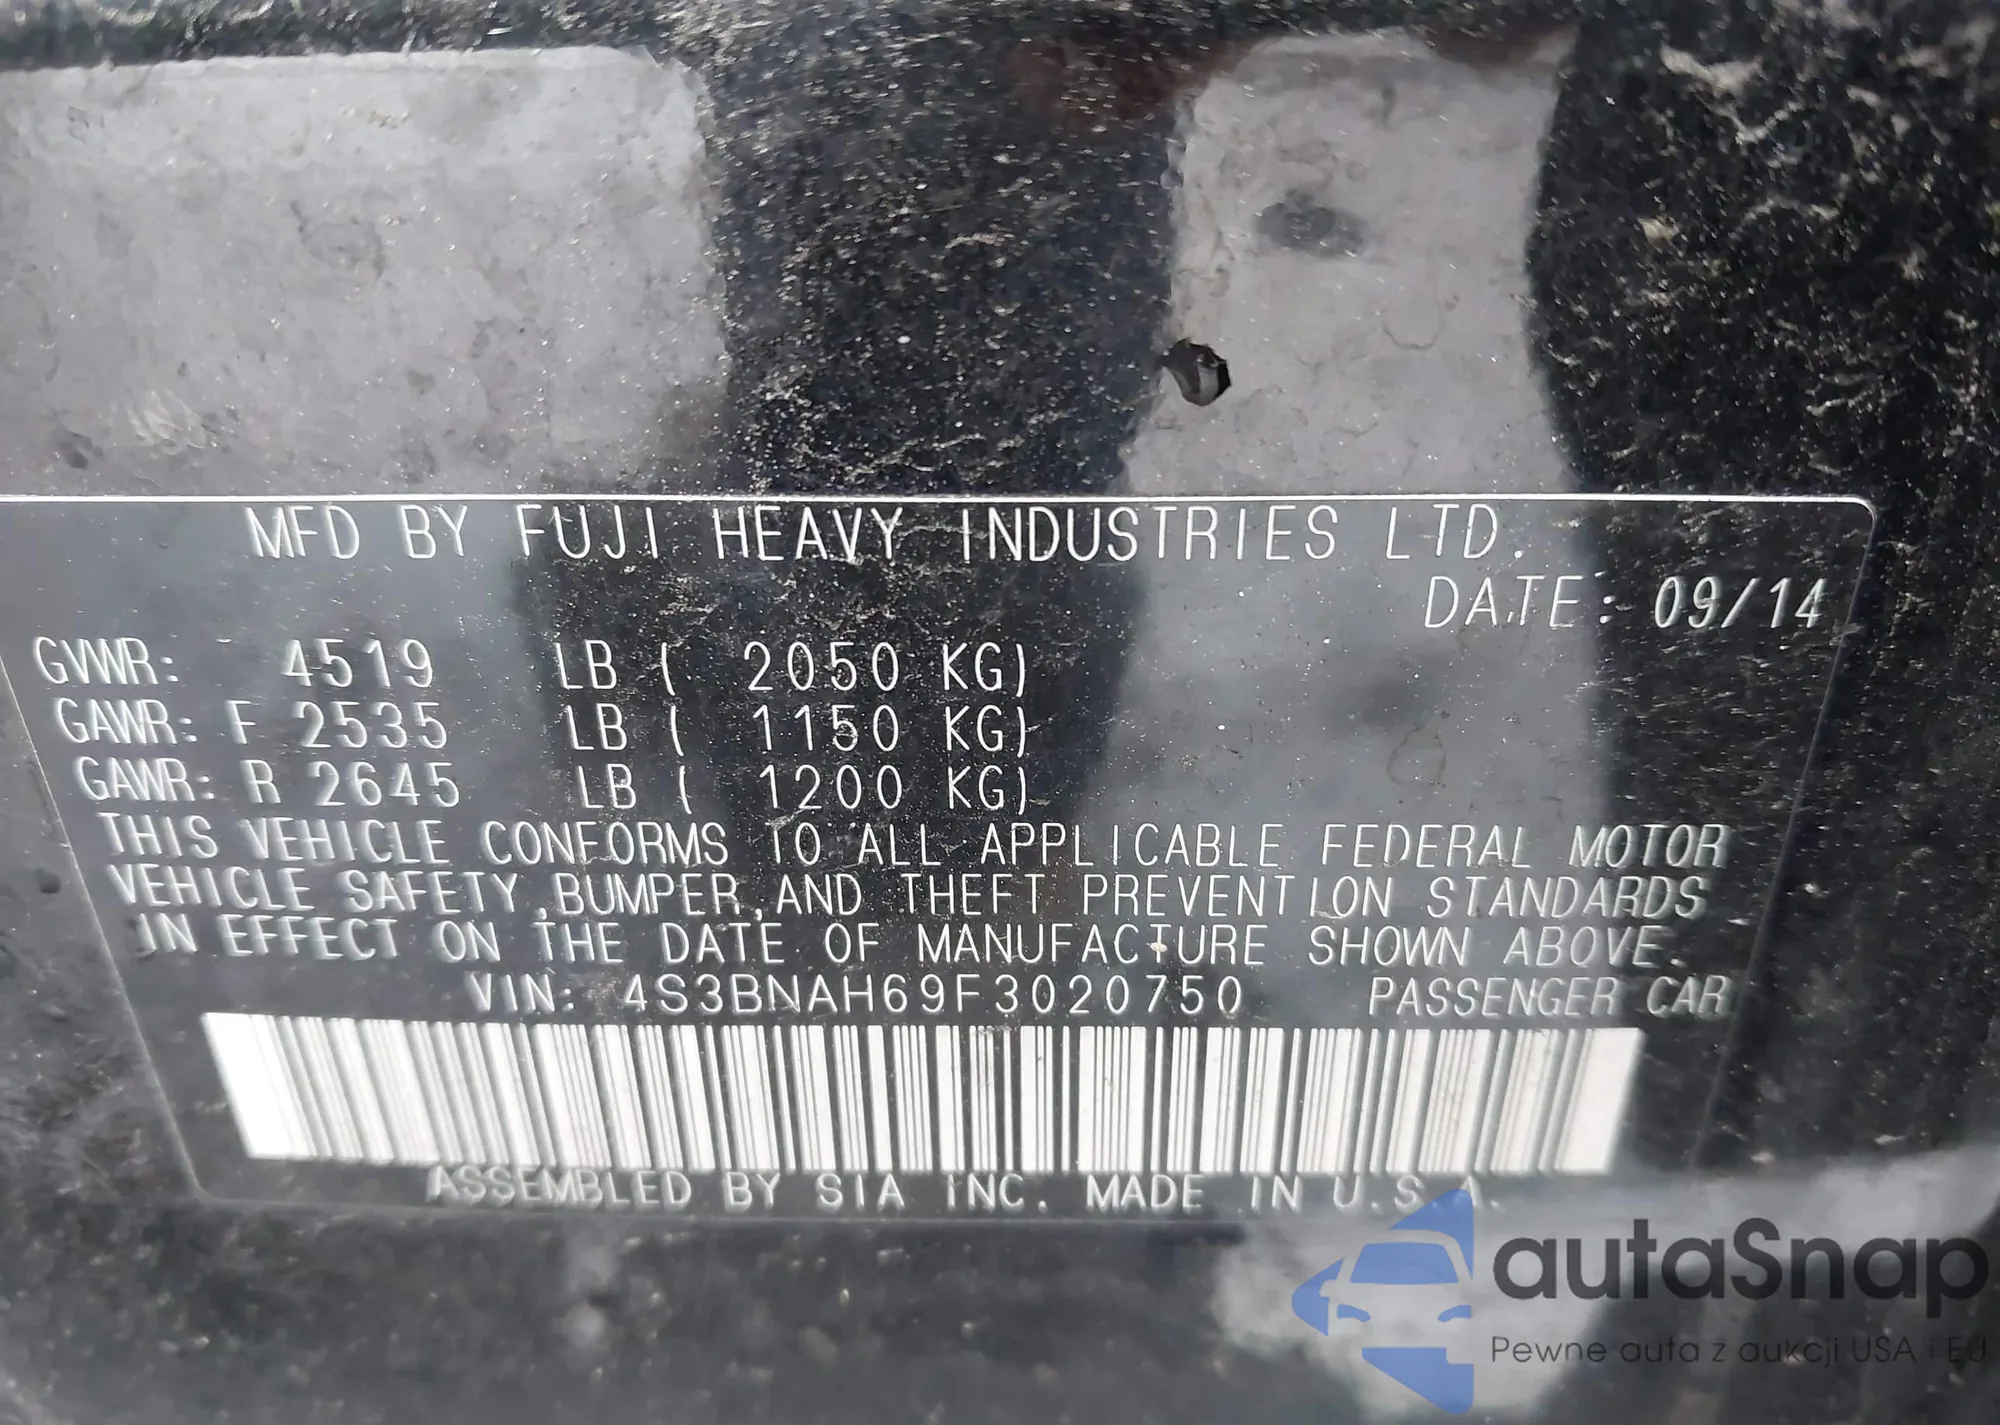 MFD BY FUJI HEAVY INDUSTRIES LTD.
DATE: 09/14
GVWR: 4519 LB ( 2050 KG)
GAWR: F 2535 LB ( 1150 KG)
GAWR: R 2645 LB ( 1200 KG)
THIS VEHICLE CONFORMS TO ALL APPLICABLE FEDERAL MOTOR
VEHICLE SAFETY,BUMPER,AND THEFT PREVENTION STANDARDS
IN EFFECT ON THE DATE OF MANUFACTURE SHOWN ABOVE.
VIN: 4S3BNAH69F3020750 PASSENGER CAR
ASSEMBLED BY SIA INC. MADE IN U.S.A.
autaSnap
Pewne auta z aukcji USA i EU